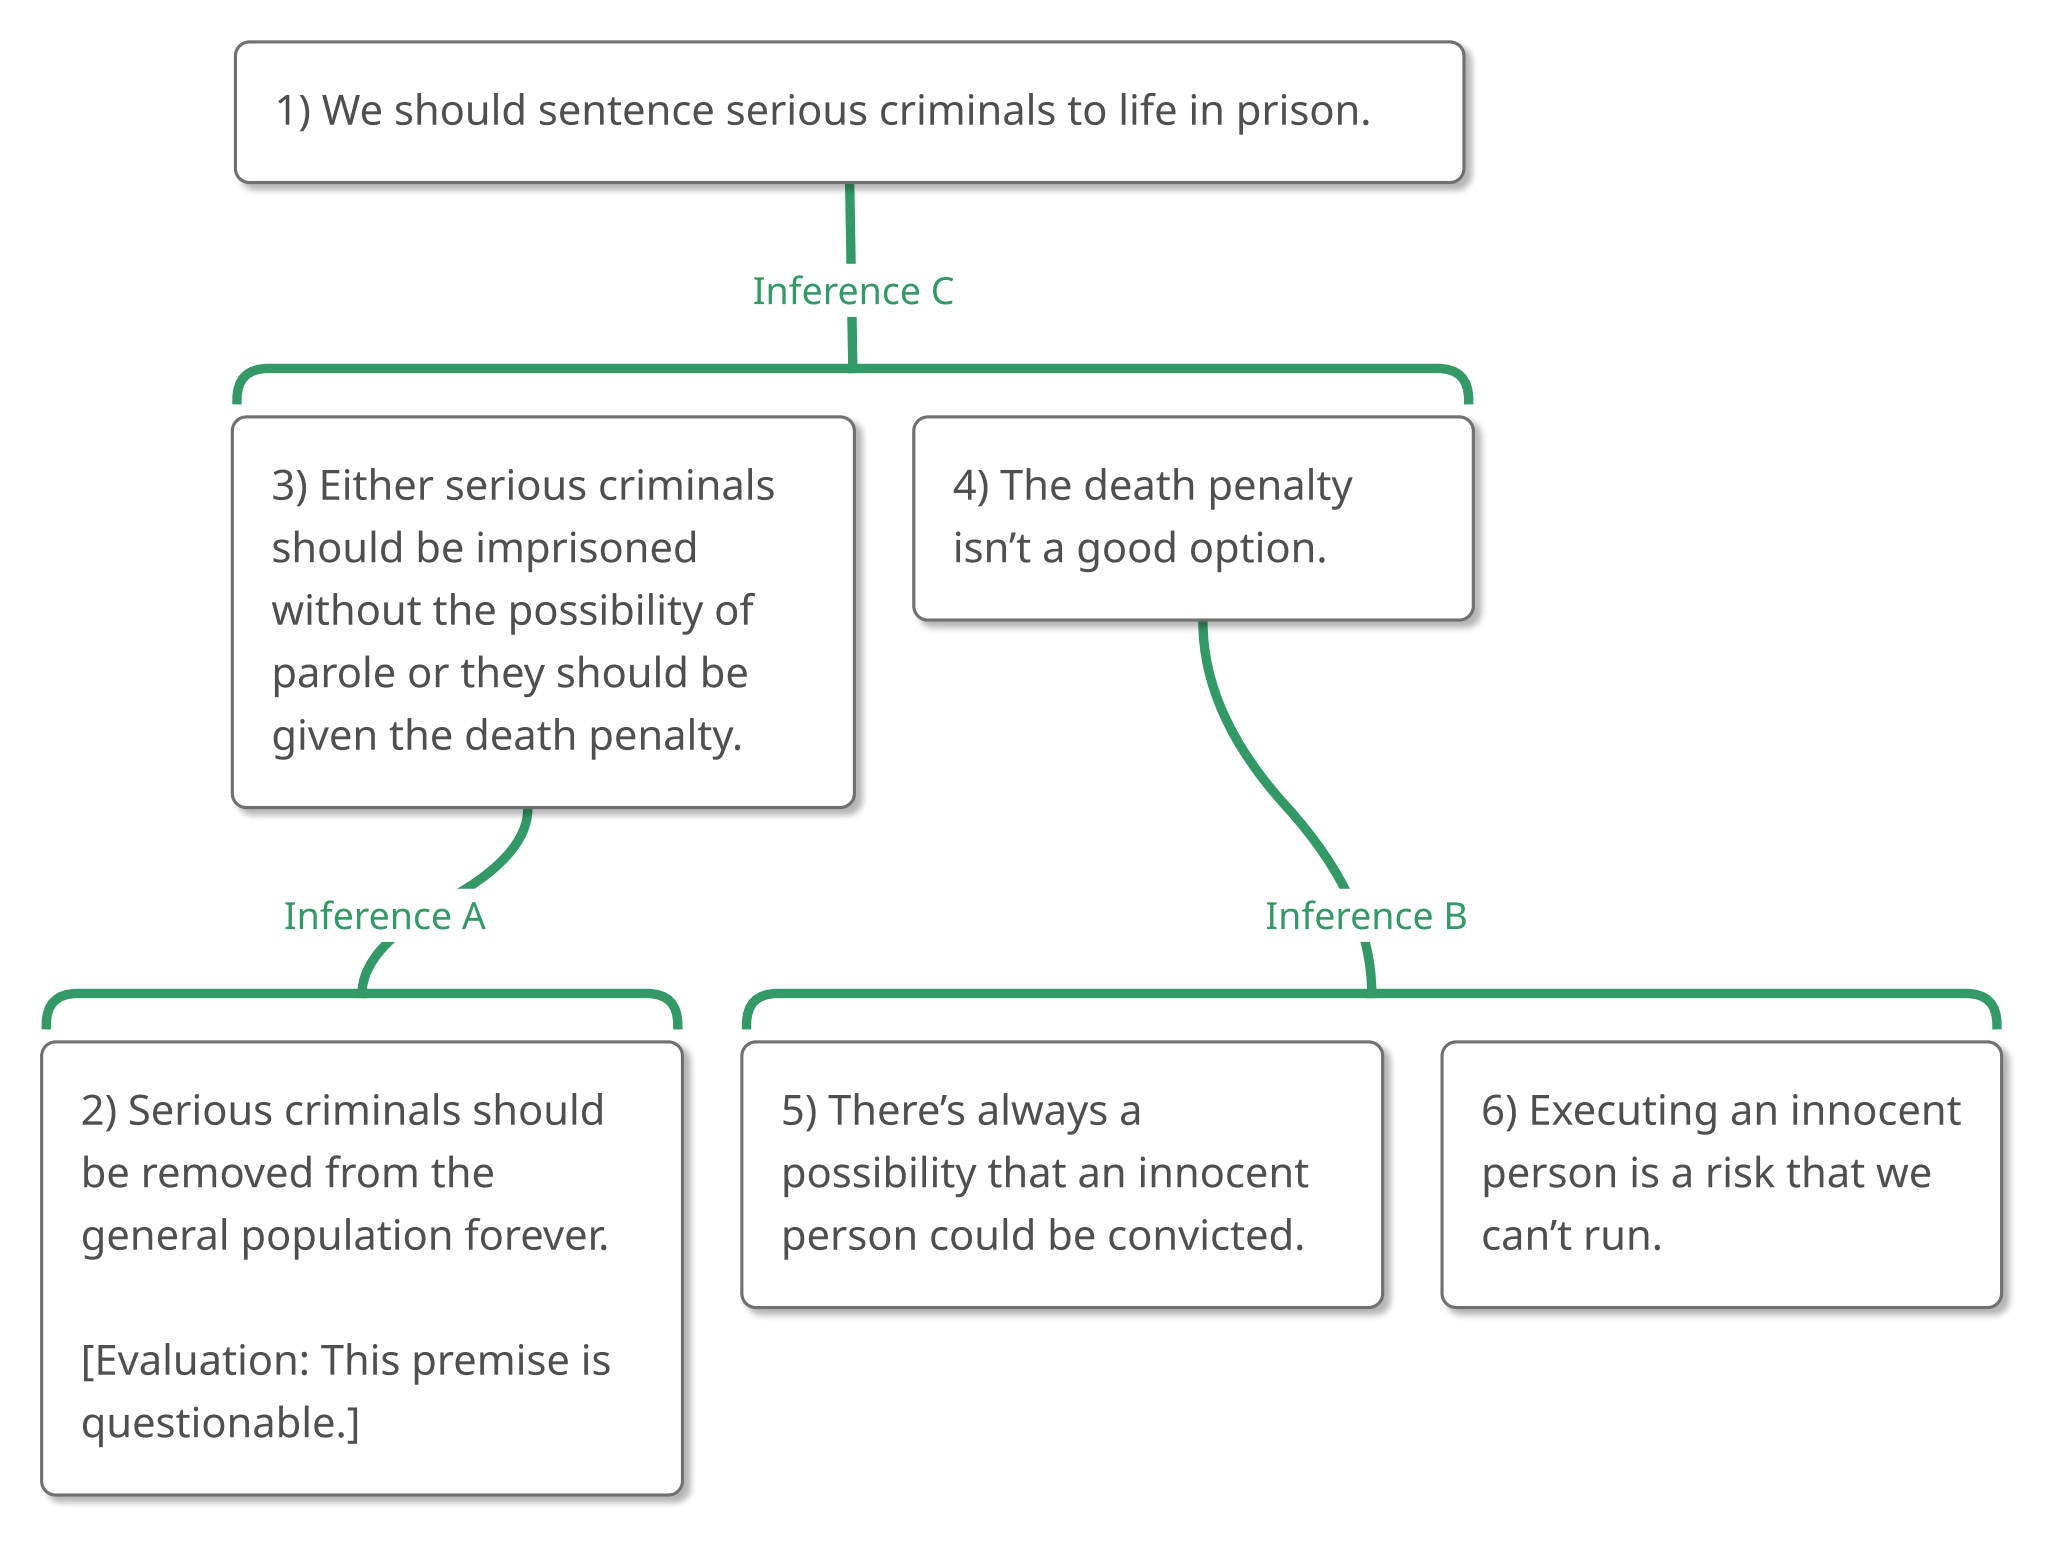 1) We should sentence serious criminals to life in prison.
Inference C
3) Either serious criminals
should be imprisoned
without the possibility of
parole or they should be
given the death penalty.
4) The death penalty
isn’t a good option.
Inference A
Inference B
2) Serious criminals should
be removed from the
general population forever.
[Evaluation: This premise is
questionable.]
5) There’s always a
possibility that an innocent
person could be convicted.
6) Executing an innocent
person is a risk that we
can’t run.